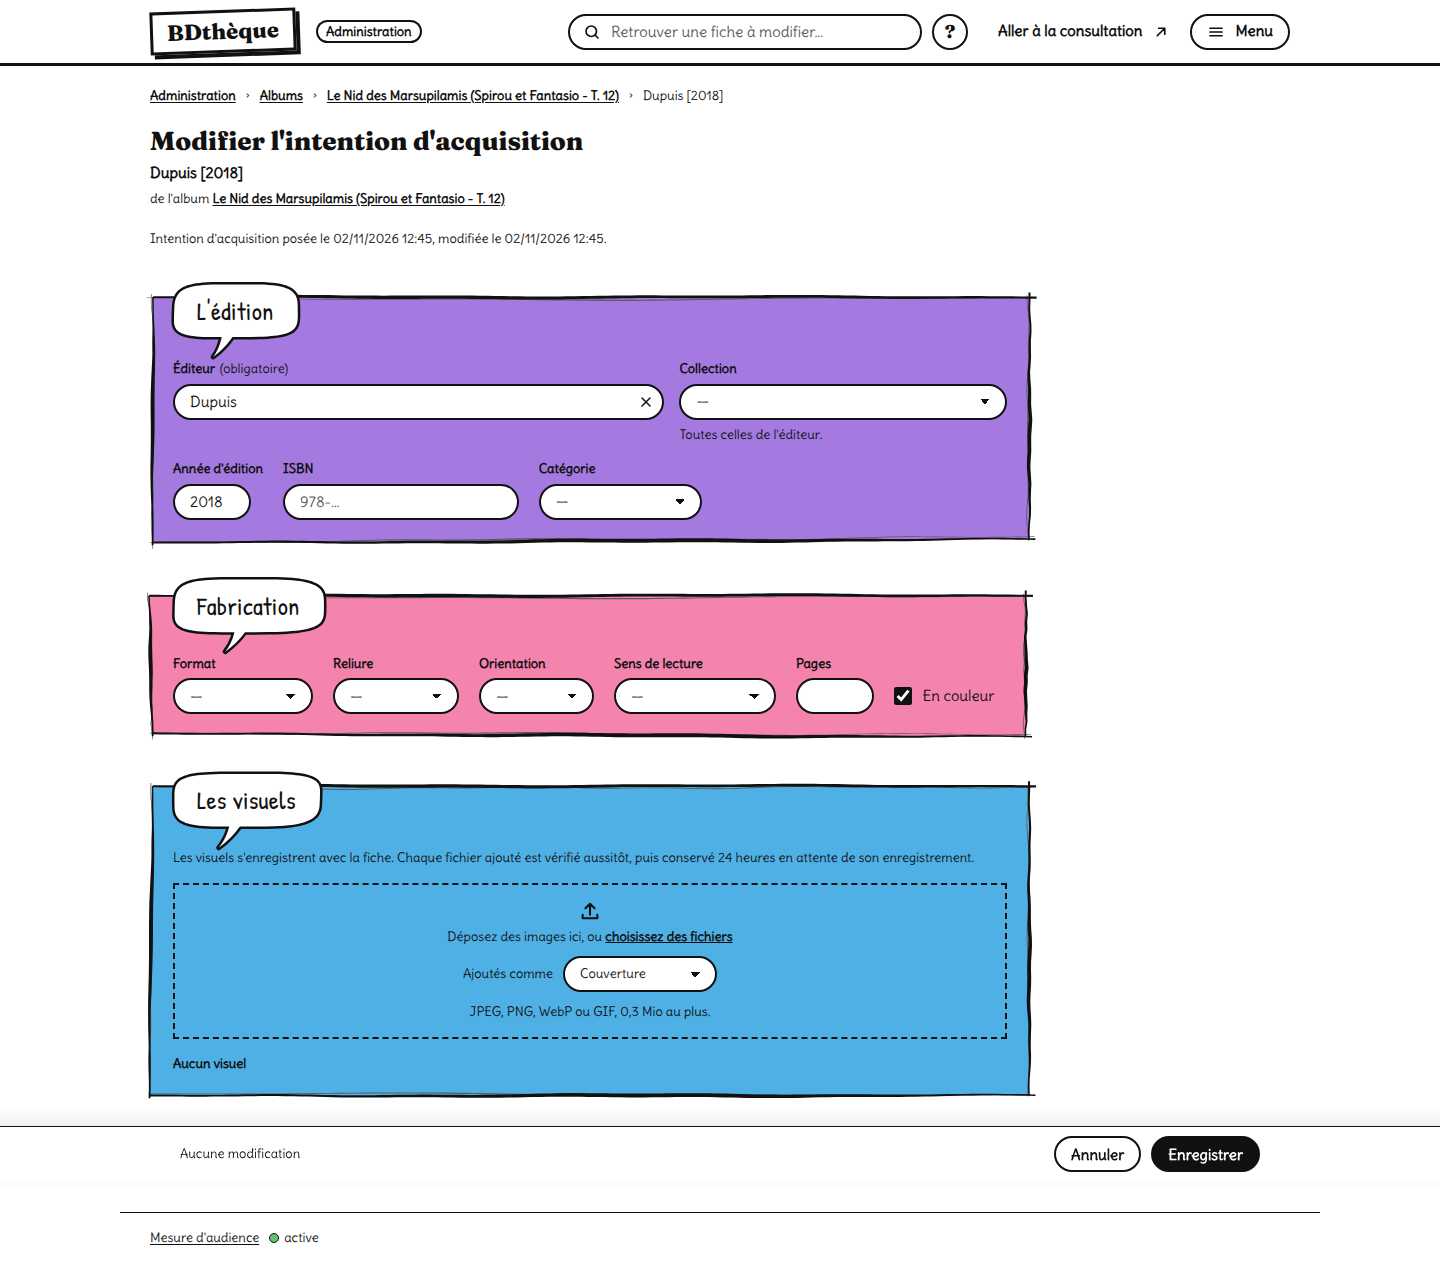 BDthèque
Administration
Retrouver une fiche à modifier...
?
Aller à la consultation
Menu
Administration › Albums › Le Nid des Marsupilamis (Spirou et Fantasio - T. 12) › Dupuis [2018]
Modifier l'intention d'acquisition
Dupuis [2018]
de l'album Le Nid des Marsupilamis (Spirou et Fantasio - T. 12)
Intention d'acquisition posée le 02/11/2026 12:45, modifiée le 02/11/2026 12:45.
L'édition
Éditeur (obligatoire)
Collection
Dupuis
—
Toutes celles de l'éditeur.
Année d'édition
ISBN
Catégorie
2018
978-...
—
Fabrication
Format
Reliure
Orientation
Sens de lecture
Pages
—
—
—
—
En couleur
Les visuels
Les visuels s'enregistrent avec la fiche. Chaque fichier ajouté est vérifié aussitôt, puis conservé 24 heures en attente de son enregistrement.
Déposez des images ici, ou choisissez des fichiers
Ajoutés comme
Couverture
JPEG, PNG, WebP ou GIF, 0,3 Mio au plus.
Aucun visuel
Aucune modification
Annuler
Enregistrer
Mesure d'audience
active